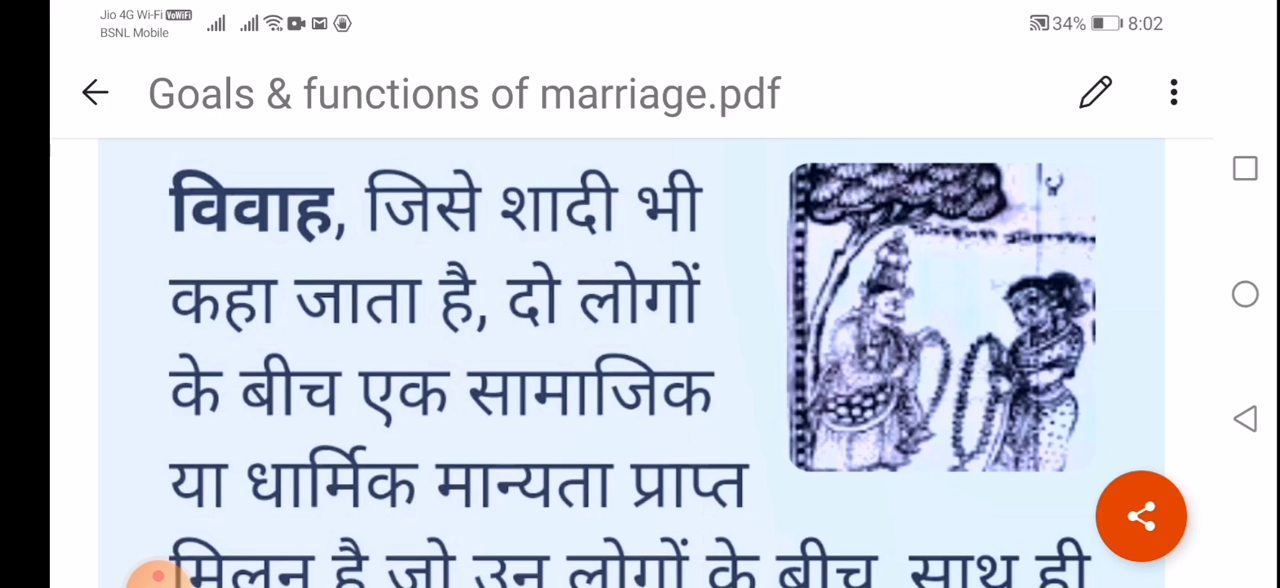 Jio 4G Wi-Fi VoWiFi
BSNL Mobile
34% 8:02
Goals & functions of marriage.pdf
विवाह, जिसे शादी भी
कहा जाता है, दो लोगों
के बीच एक सामाजिक
या धार्मिक मान्यता प्राप्त
मिलन है जो उन लोगों के बीच, साथ ही